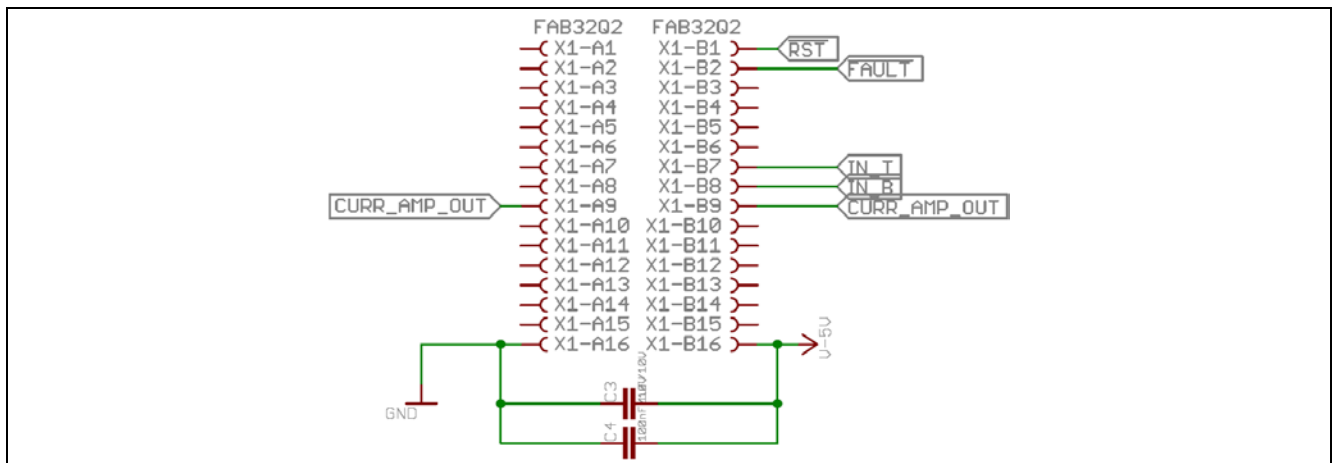 FAB32Q2 FAB32Q2
X1-A1 X1-B1 RST
X1-A2 X1-B2 FAULT
X1-A3 X1-B3
X1-A4 X1-B4
X1-A5 X1-B5
X1-A6 X1-B6
X1-A7 X1-B7 IN_T
X1-A8 X1-B8 IN_B
CURR_AMP_OUT X1-A9 X1-B9 CURR_AMP_OUT
X1-A10 X1-B10
X1-A11 X1-B11
X1-A12 X1-B12
X1-A13 X1-B13
X1-A14 X1-B14
X1-A15 X1-B15
X1-A16 X1-B16 V-5V
C3
GND
C4